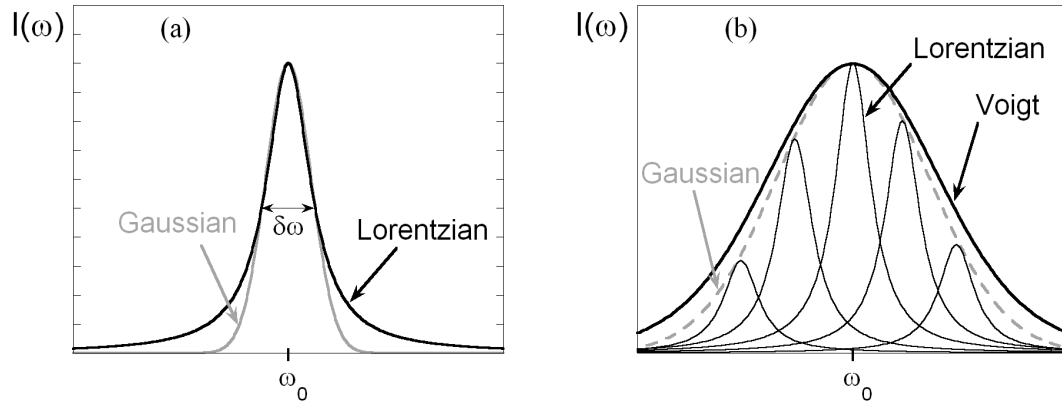 I(ω)
(a)
Gaussian
δω
Lorentzian
ω₀
I(ω)
(b)
Lorentzian
Voigt
Gaussian
ω₀